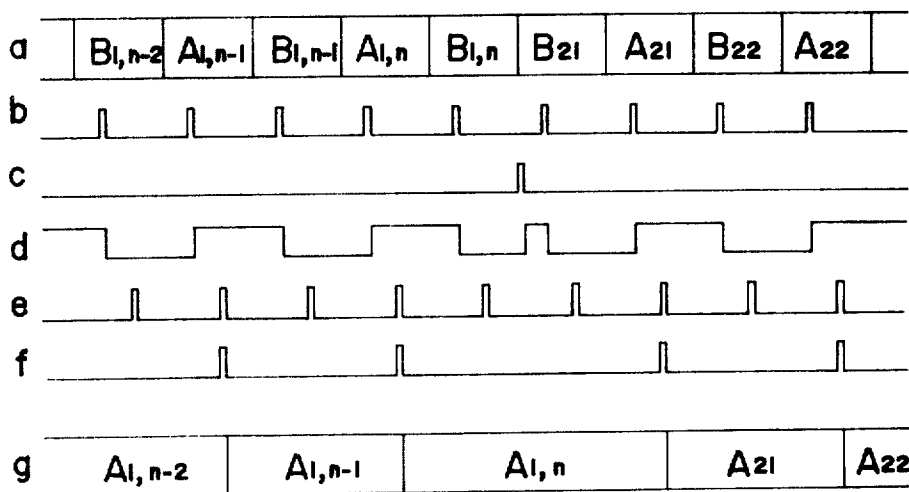 a B1,n-2 A1,n-1 B1,n-1 A1,n B1,n B21 A21 B22 A22
b
c
d
e
f
g A1,n-2 A1,n-1 A1,n A21 A22